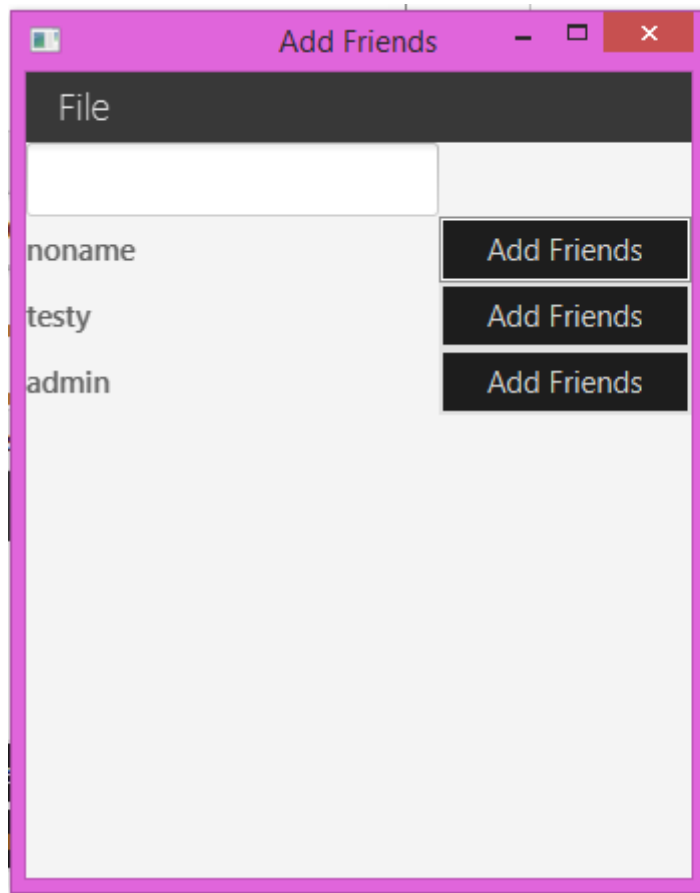 Add Friends
File
noname Add Friends
testy Add Friends
admin Add Friends